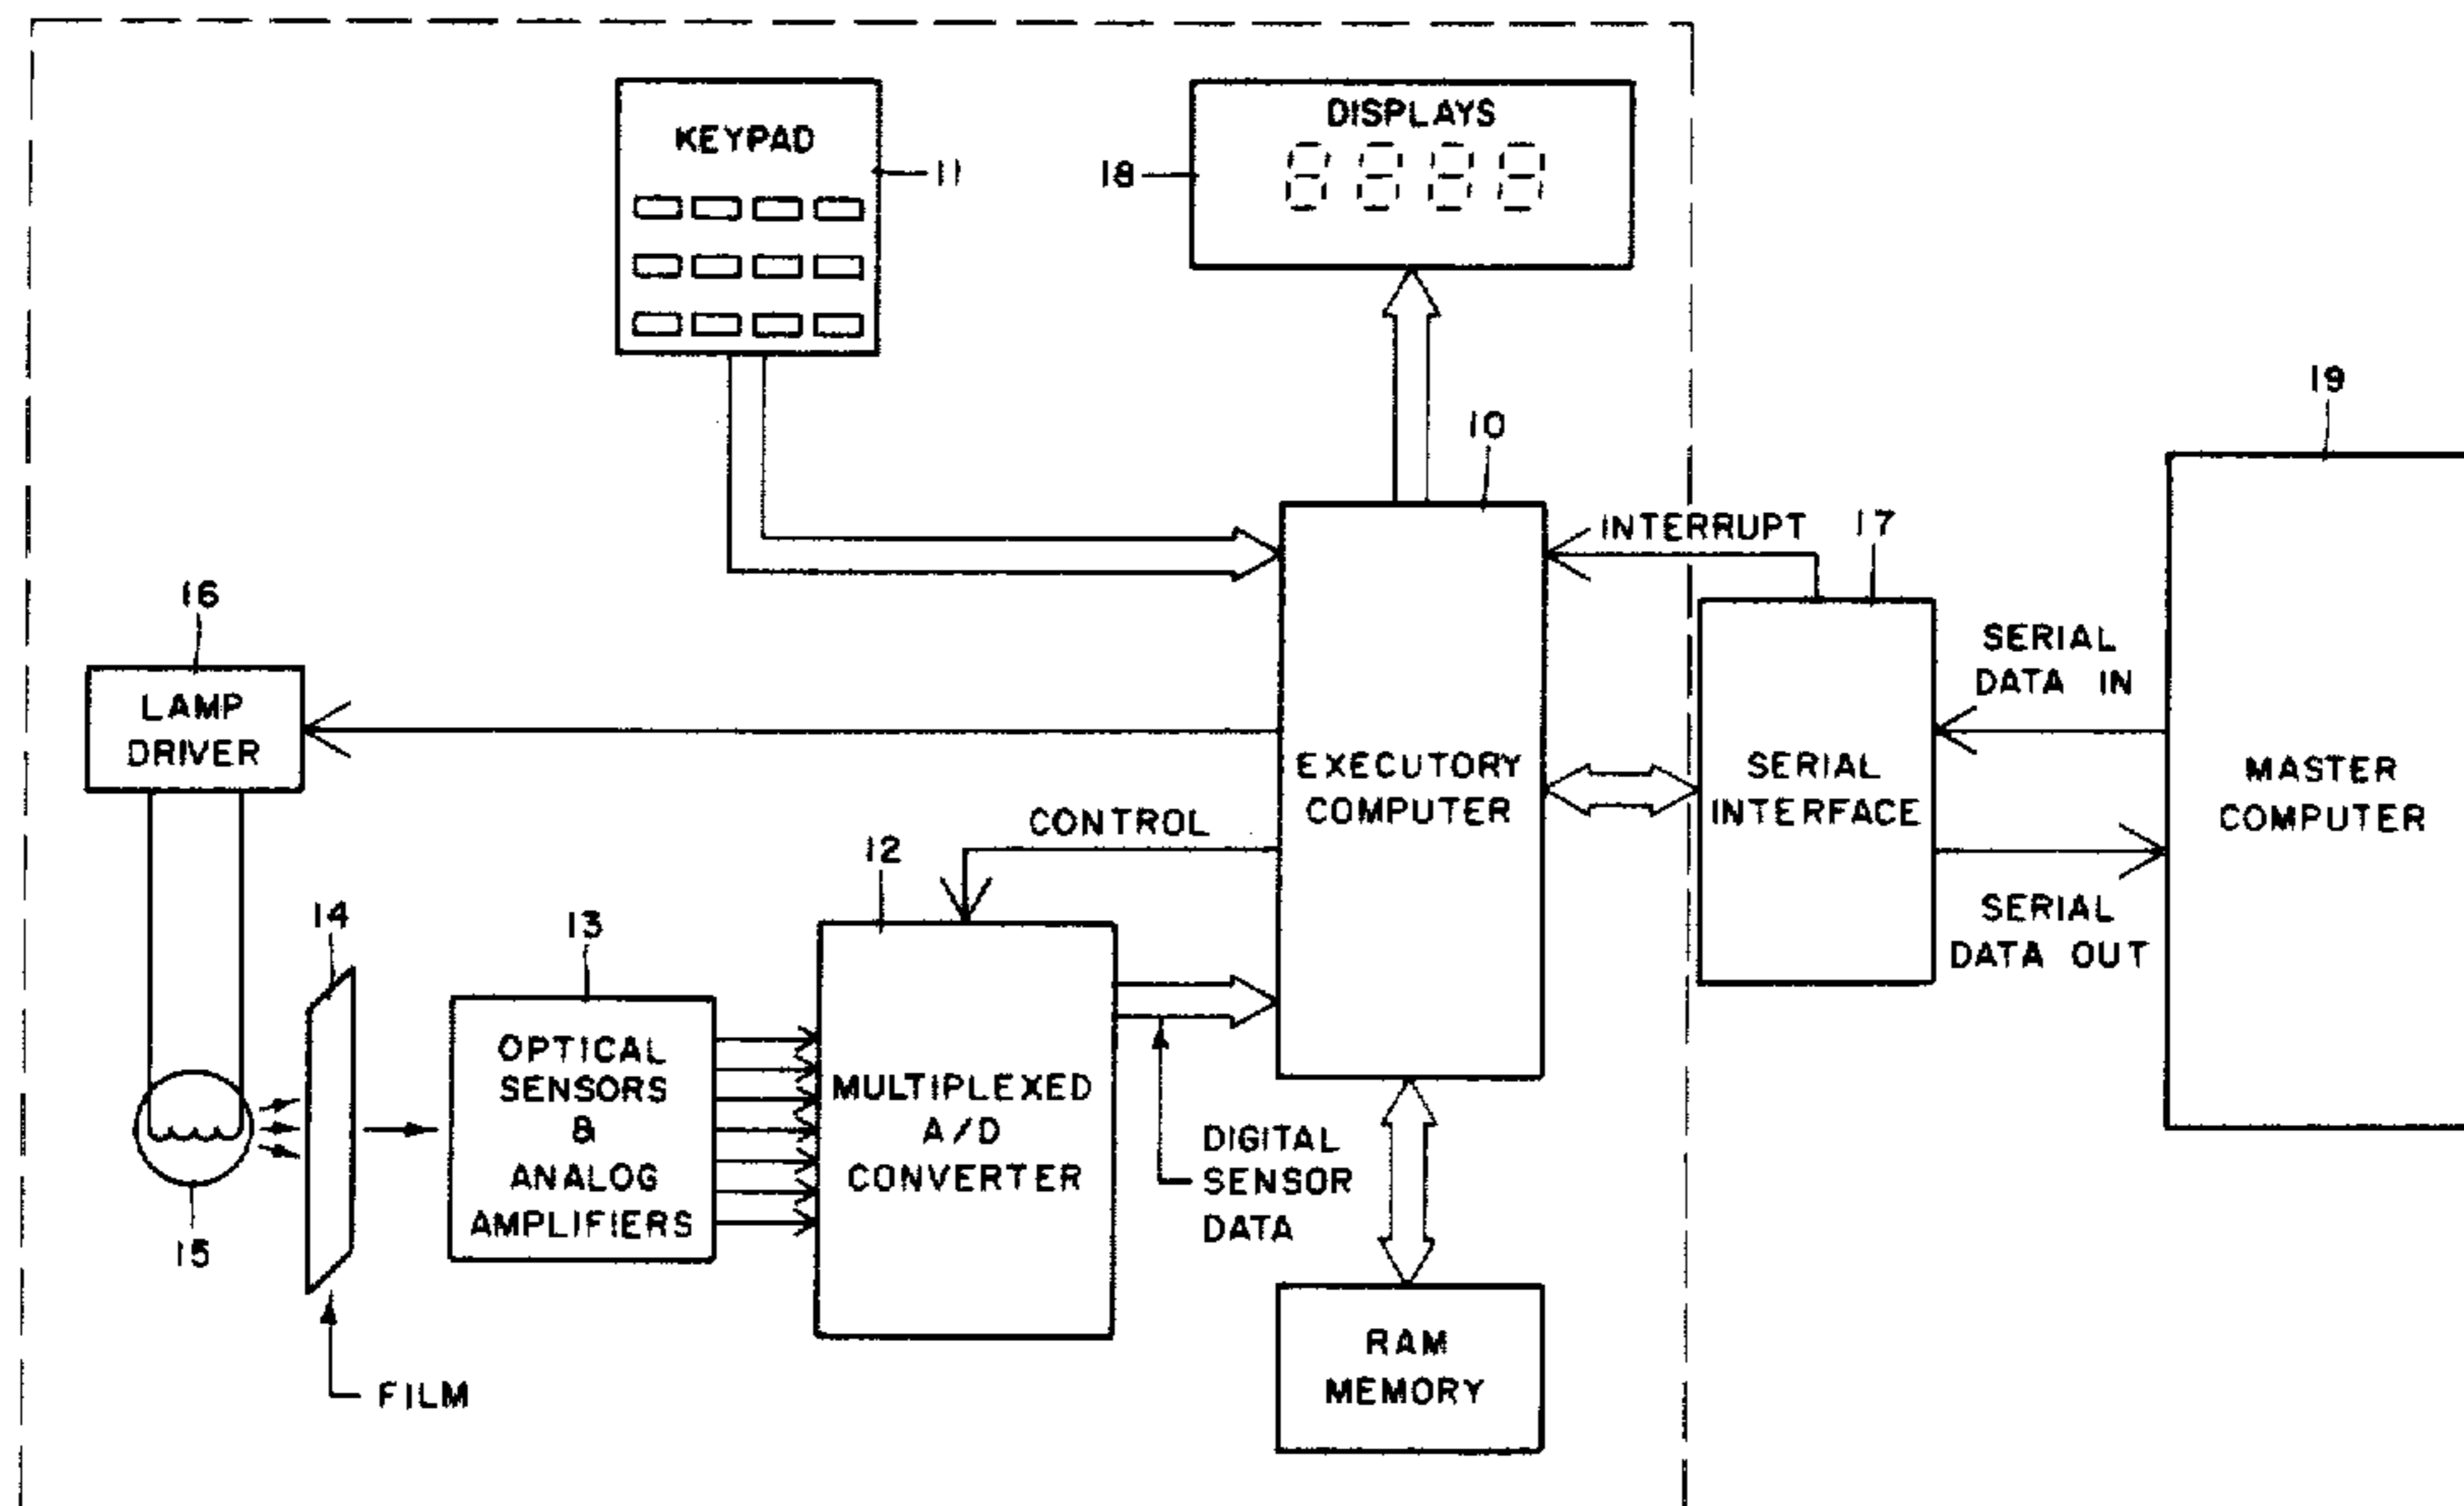 KEYPAD
11
DISPLAYS
8888
18
10
19
INTERRUPT
17
16
LAMP
DRIVER
SERIAL
DATA IN
EXECUTORY
COMPUTER
SERIAL
INTERFACE
MASTER
COMPUTER
CONTROL
12
14
13
SERIAL
DATA OUT
OPTICAL
SENSORS
&
ANALOG
AMPLIFIERS
MULTIPLEXED
A/D
CONVERTER
DIGITAL
SENSOR
DATA
15
RAM
MEMORY
FILM